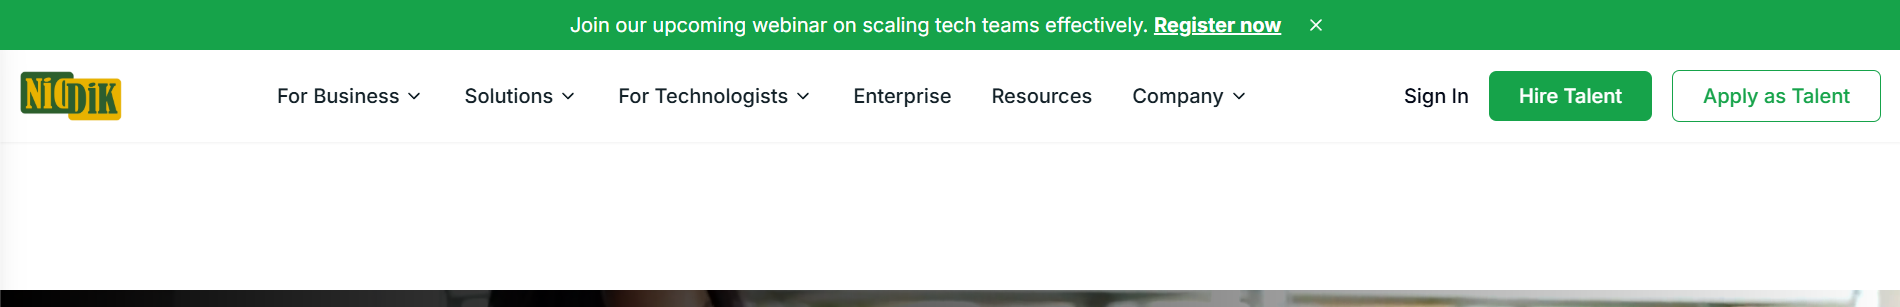 Join our upcoming webinar on scaling tech teams effectively. Register now
NiCDiK
For Business Solutions For Technologists Enterprise Resources Company Sign In Hire Talent Apply as Talent